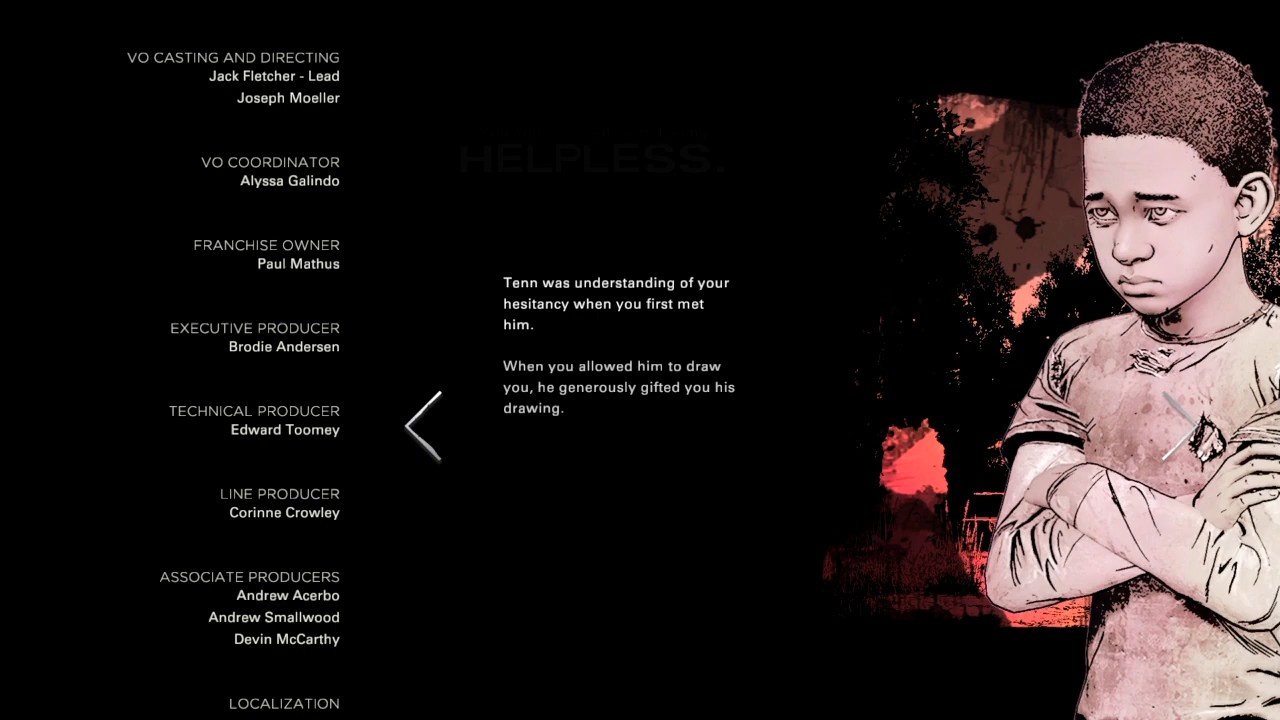 VO CASTING AND DIRECTING
Jack Fletcher - Lead
Joseph Moeller
VO COORDINATOR
Alyssa Galindo
FRANCHISE OWNER
Paul Mathus
EXECUTIVE PRODUCER
Brodie Andersen
TECHNICAL PRODUCER
Edward Toomey
LINE PRODUCER
Corinne Crowley
ASSOCIATE PRODUCERS
Andrew Acerbo
Andrew Smallwood
Devin McCarthy
LOCALIZATION
HELPLESS.
Tenn was understanding of your
hesitancy when you first met
him.
When you allowed him to draw
you, he generously gifted you his
drawing.